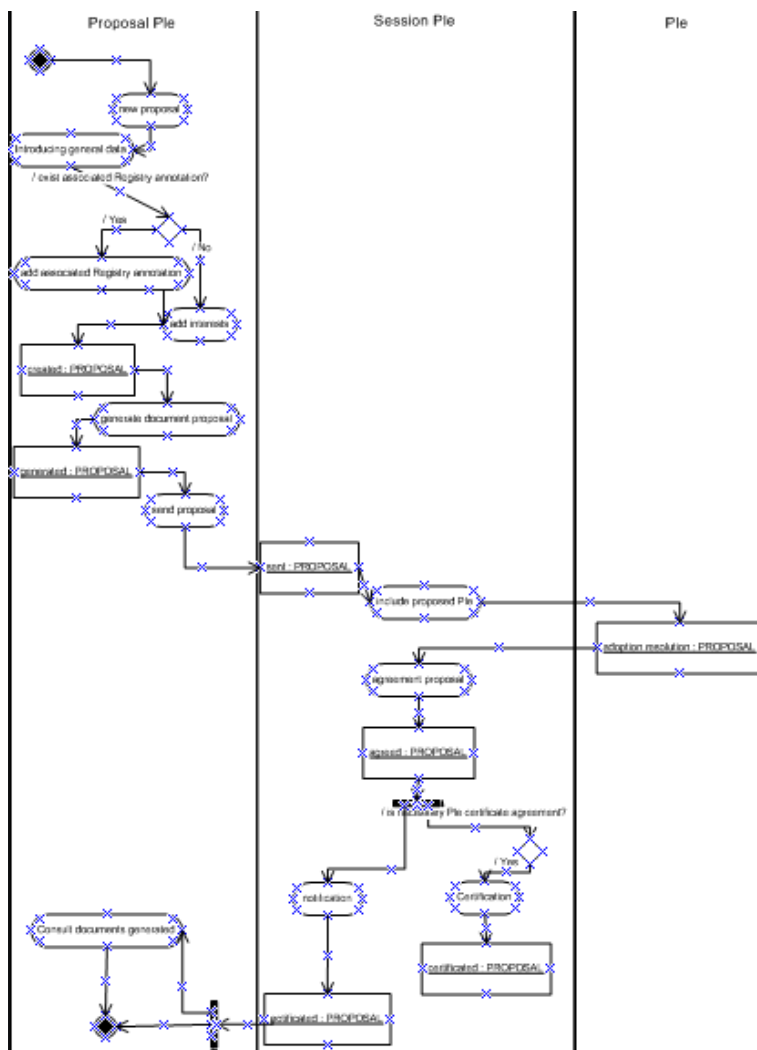 Proposal Ple
Session Ple
Ple
new proposal
Introducing general data
/ exist associated Registry annotation?
/ Yes
/ No
add associated Registry annotation
add interests
created : PROPOSAL
generate document proposal
generated : PROPOSAL
send proposal
sent : PROPOSAL
include proposed Ple
adoption resolution : PROPOSAL
agreement proposal
agreed : PROPOSAL
/ is necessary Ple certificate agreement?
/ Yes
notification
Certification
Consult documents generated
certificated : PROPOSAL
: PROPOSAL